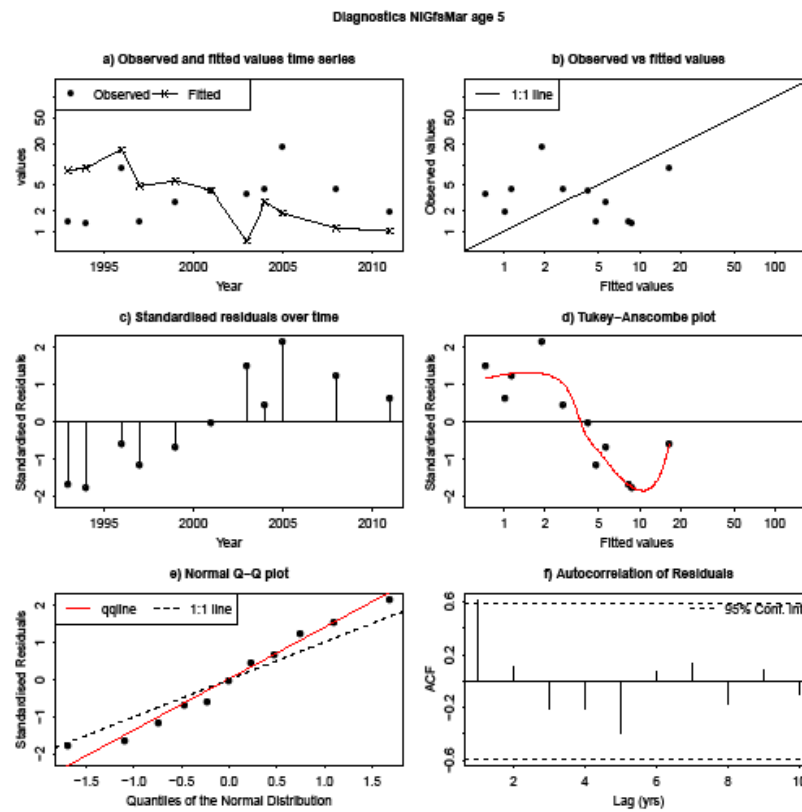 Diagnostics NIGfsMar age 5
a) Observed and fitted values time series
Observed Fitted
values
50
20
5
2
1
1995 2000 2005 2010
Year
b) Observed vs fitted values
1:1 line
Observed values
50
20
5
2
1
1 2 5 10 20 50 100
Fitted values
c) Standardised residuals over time
Standardised Residuals
2
1
0
−1
−2
1995 2000 2005 2010
Year
d) Tukey−Anscombe plot
Standardised Residuals
2
1
0
−1
−2
1 2 5 10 20 50 100
Fitted values
e) Normal Q−Q plot
qqline 1:1 line
Standardised Residuals
2
1
0
−1
−2
−1.5 −1.0 −0.5 0.0 0.5 1.0 1.5
Quantiles of the Normal Distribution
f) Autocorrelation of Residuals
95% Conf. Int
ACF
0.6
0.2
−0.2
−0.6
2 4 6 8 10
Lag (yrs)